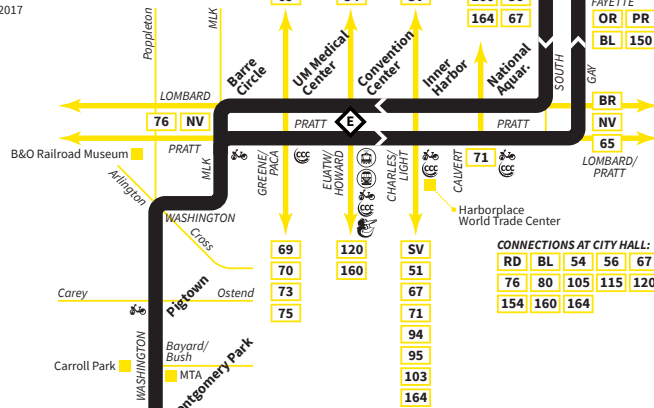 2017
Poppleton
MLK
164 67
FAYETTE
OR PR
BL 150
Barre
Circle
UM Medical
Center
Convention
Center
Inner
Harbor
National
Aquar.
SOUTH
GAY
LOMBARD
76 NV
PRATT
E
PRATT
BR
NV
65
LOMBARD/
PRATT
B&O Railroad Museum
PRATT
MLK
GREENE/
PACA
EUATW/
HOWARD
CHARLES/
LIGHT
CALVERT
71
Arlington
WASHINGTON
Cross
Harborplace
World Trade Center
69
70
73
75
120
160
SV
51
67
71
94
95
103
164
CONNECTIONS AT CITY HALL:
RD BL 54 56 67
76 80 105 115 120
154 160 164
Carey
Ostend
Pigtown
WASHINGTON
Bayard/
Bush
Carroll Park
MTA
ntgomery Park